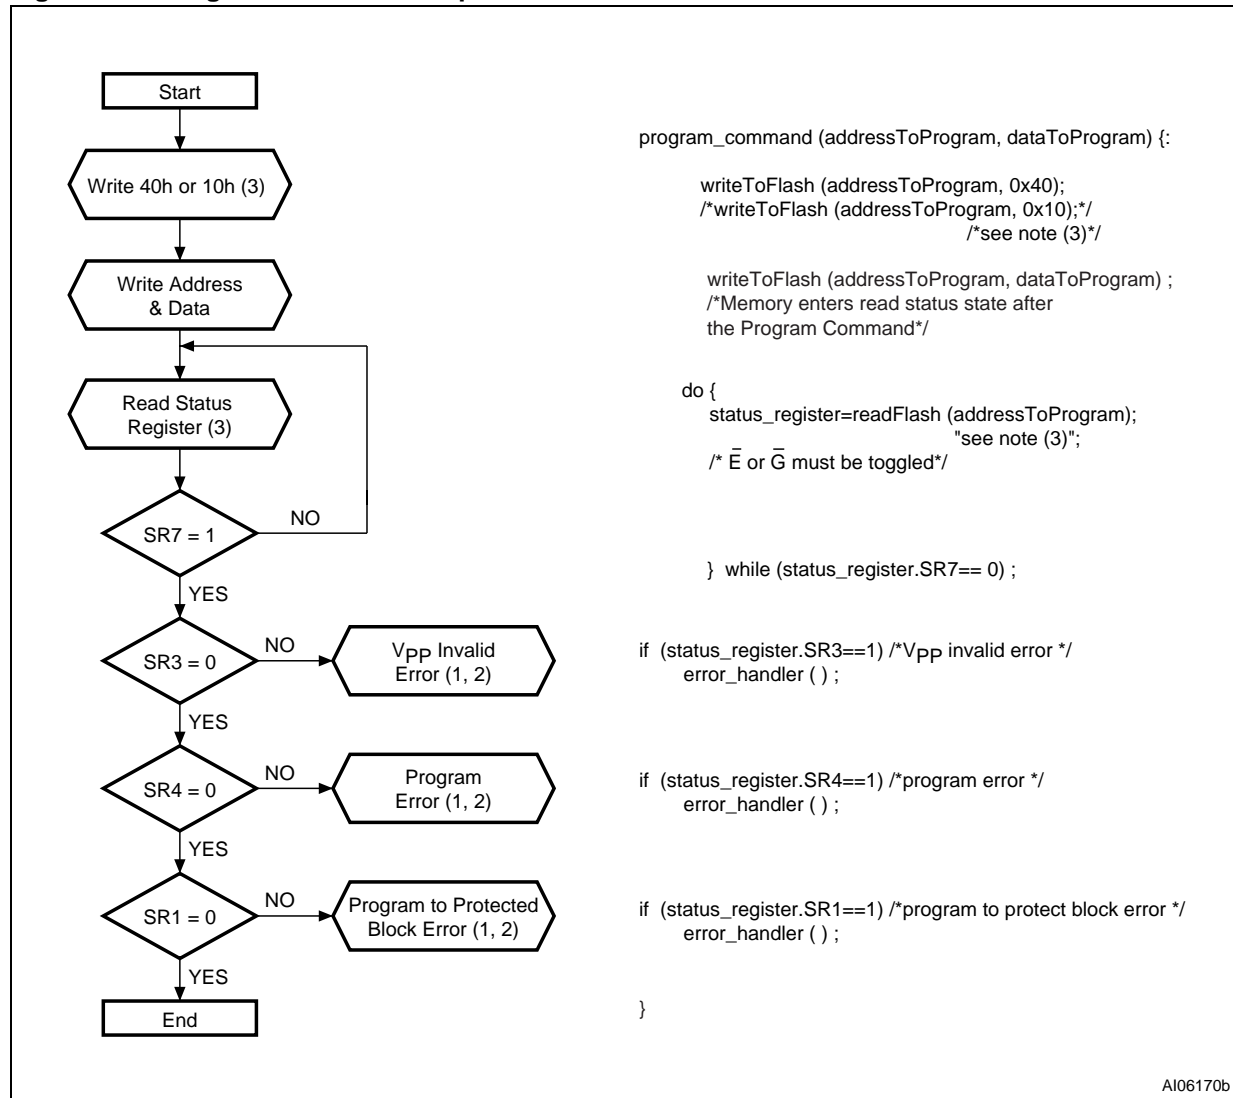 Start
Write 40h or 10h (3)
Write Address
& Data
Read Status
Register (3)
SR7 = 1
NO
YES
SR3 = 0
NO
VPP Invalid
Error (1, 2)
YES
SR4 = 0
NO
Program
Error (1, 2)
YES
SR1 = 0
NO
Program to Protected
Block Error (1, 2)
YES
End
program_command (addressToProgram, dataToProgram) {:
writeToFlash (addressToProgram, 0x40);
/*writeToFlash (addressToProgram, 0x10);*/
/*see note (3)*/
writeToFlash (addressToProgram, dataToProgram) ;
/*Memory enters read status state after
the Program Command*/
do {
status_register=readFlash (addressToProgram);
"see note (3)";
/* E̅ or G̅ must be toggled*/
} while (status_register.SR7== 0) ;
if (status_register.SR3==1) /*VPP invalid error */
error_handler ( ) ;
if (status_register.SR4==1) /*program error */
error_handler ( ) ;
if (status_register.SR1==1) /*program to protect block error */
error_handler ( ) ;
}
AI06170b